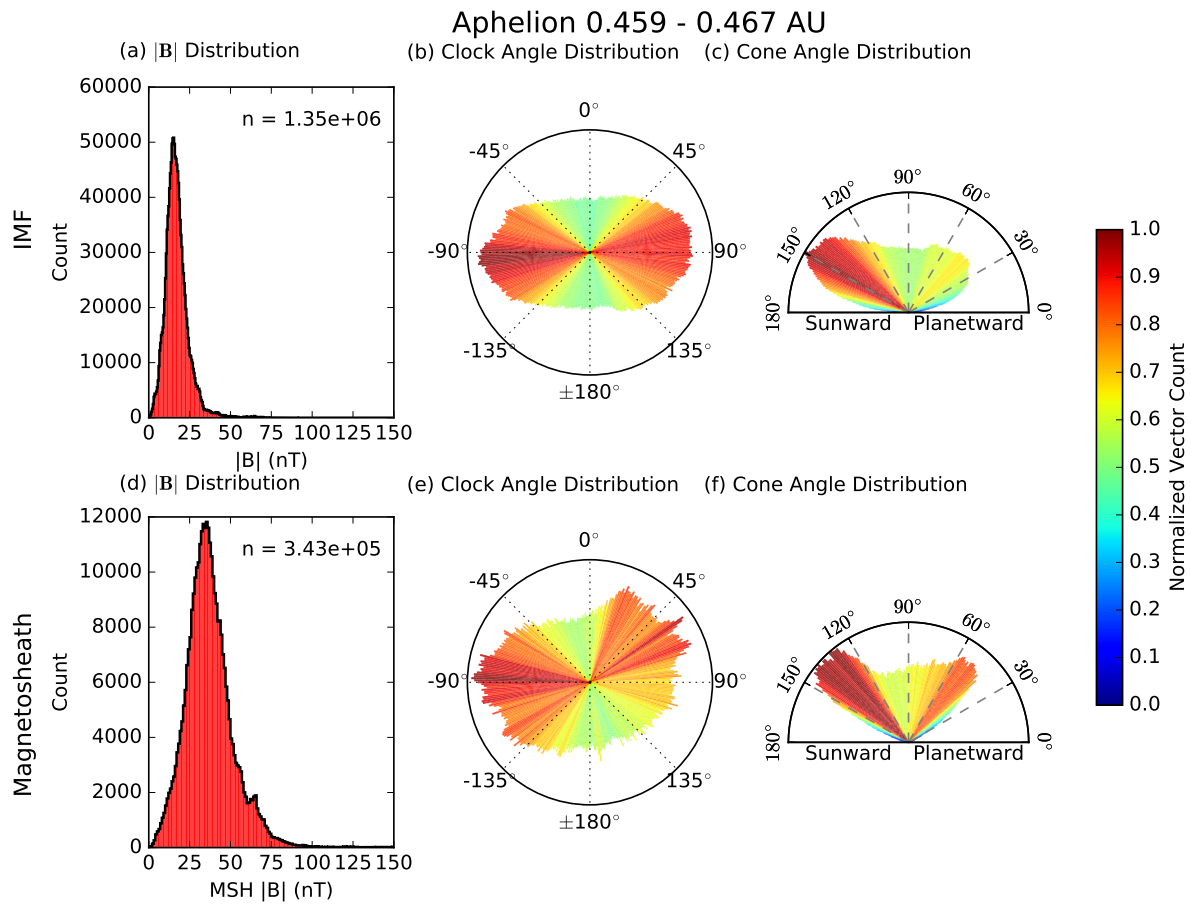 Aphelion 0.459 - 0.467 AU
(a) |B| Distribution
(b) Clock Angle Distribution
(c) Cone Angle Distribution
IMF
Count
60000
50000
40000
30000
20000
10000
0
n = 1.35e+06
0 25 50 75 100 125 150
|B| (nT)
0°
-45° 45°
-90° 90°
-135° 135°
±180°
90°
120° 60°
150° 30°
180° 0°
Sunward Planetward
1.0
0.9
0.8
0.7
0.6
0.5
0.4
0.3
0.2
0.1
0.0
Normalized Vector Count
(d) |B| Distribution
(e) Clock Angle Distribution
(f) Cone Angle Distribution
Magnetosheath
Count
12000
10000
8000
6000
4000
2000
0
n = 3.43e+05
0 25 50 75 100 125 150
MSH |B| (nT)
0°
-45° 45°
-90° 90°
-135° 135°
±180°
90°
120° 60°
150° 30°
180° 0°
Sunward Planetward